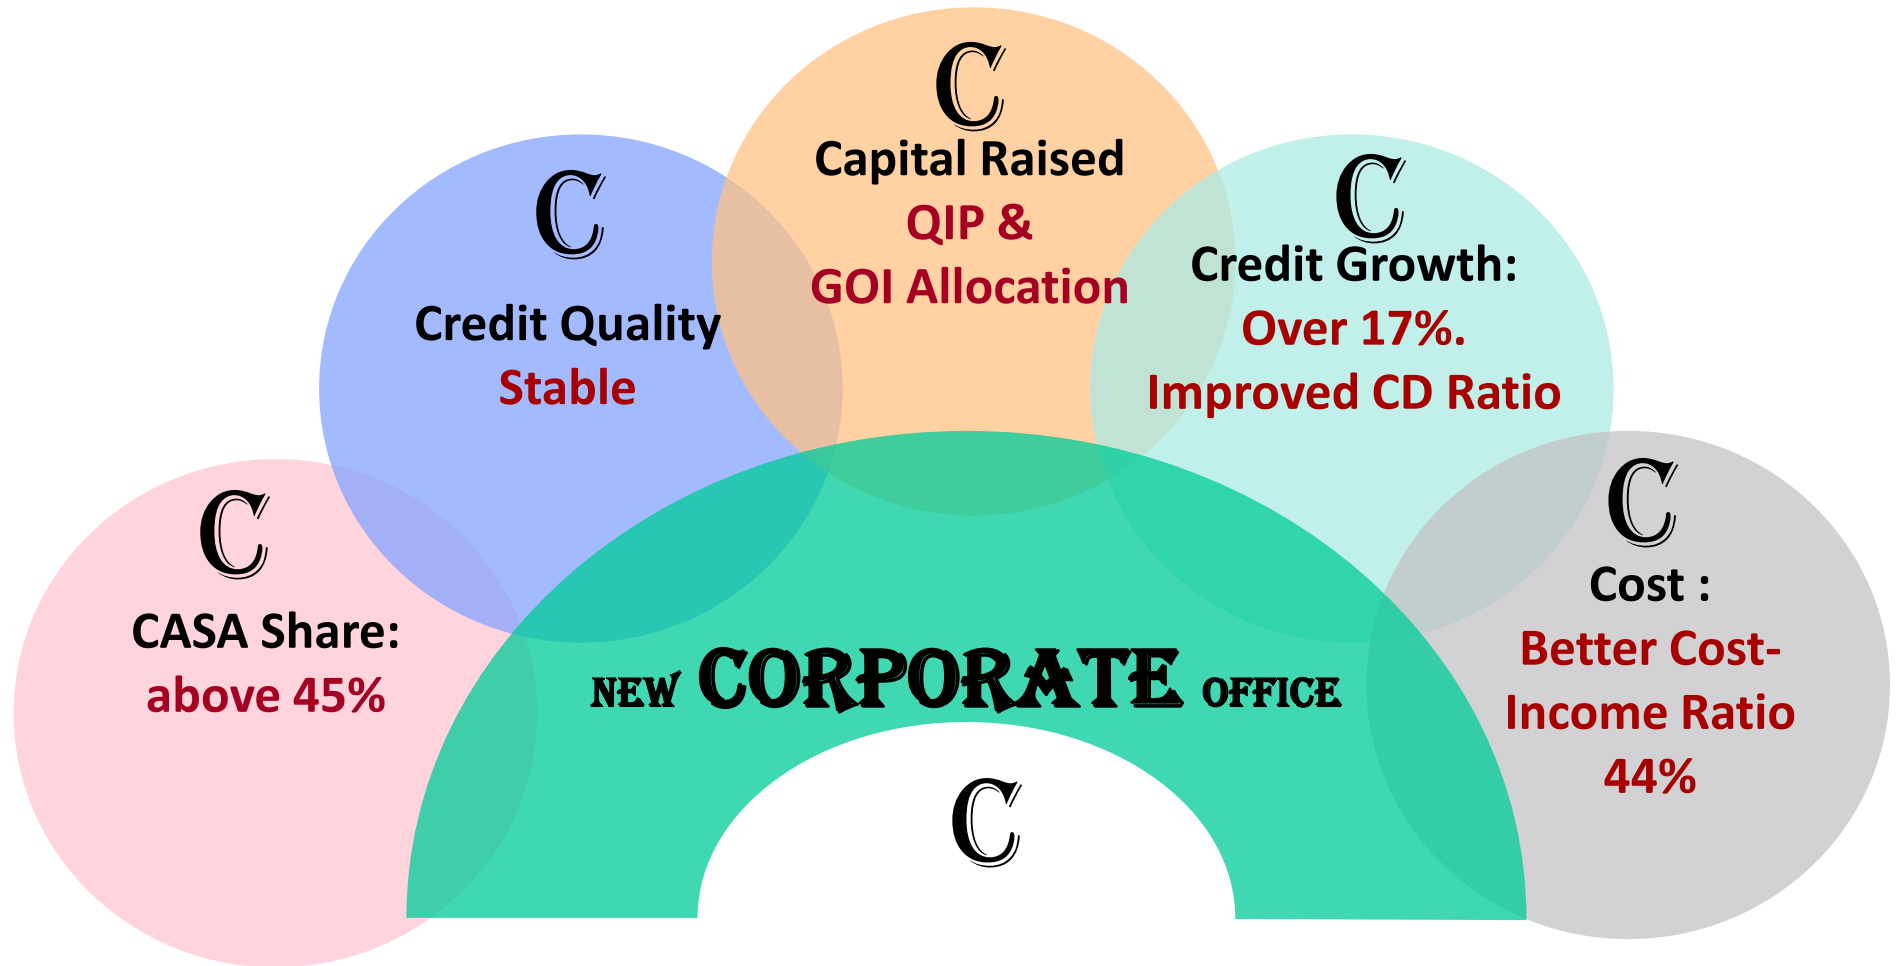 C
CASA Share:
above 45%
C
Credit Quality
Stable
C
Capital Raised
QIP &
GOI Allocation
C
Credit Growth:
Over 17%.
Improved CD Ratio
C
Cost :
Better Cost-
Income Ratio
44%
NEW CORPORATE OFFICE
C